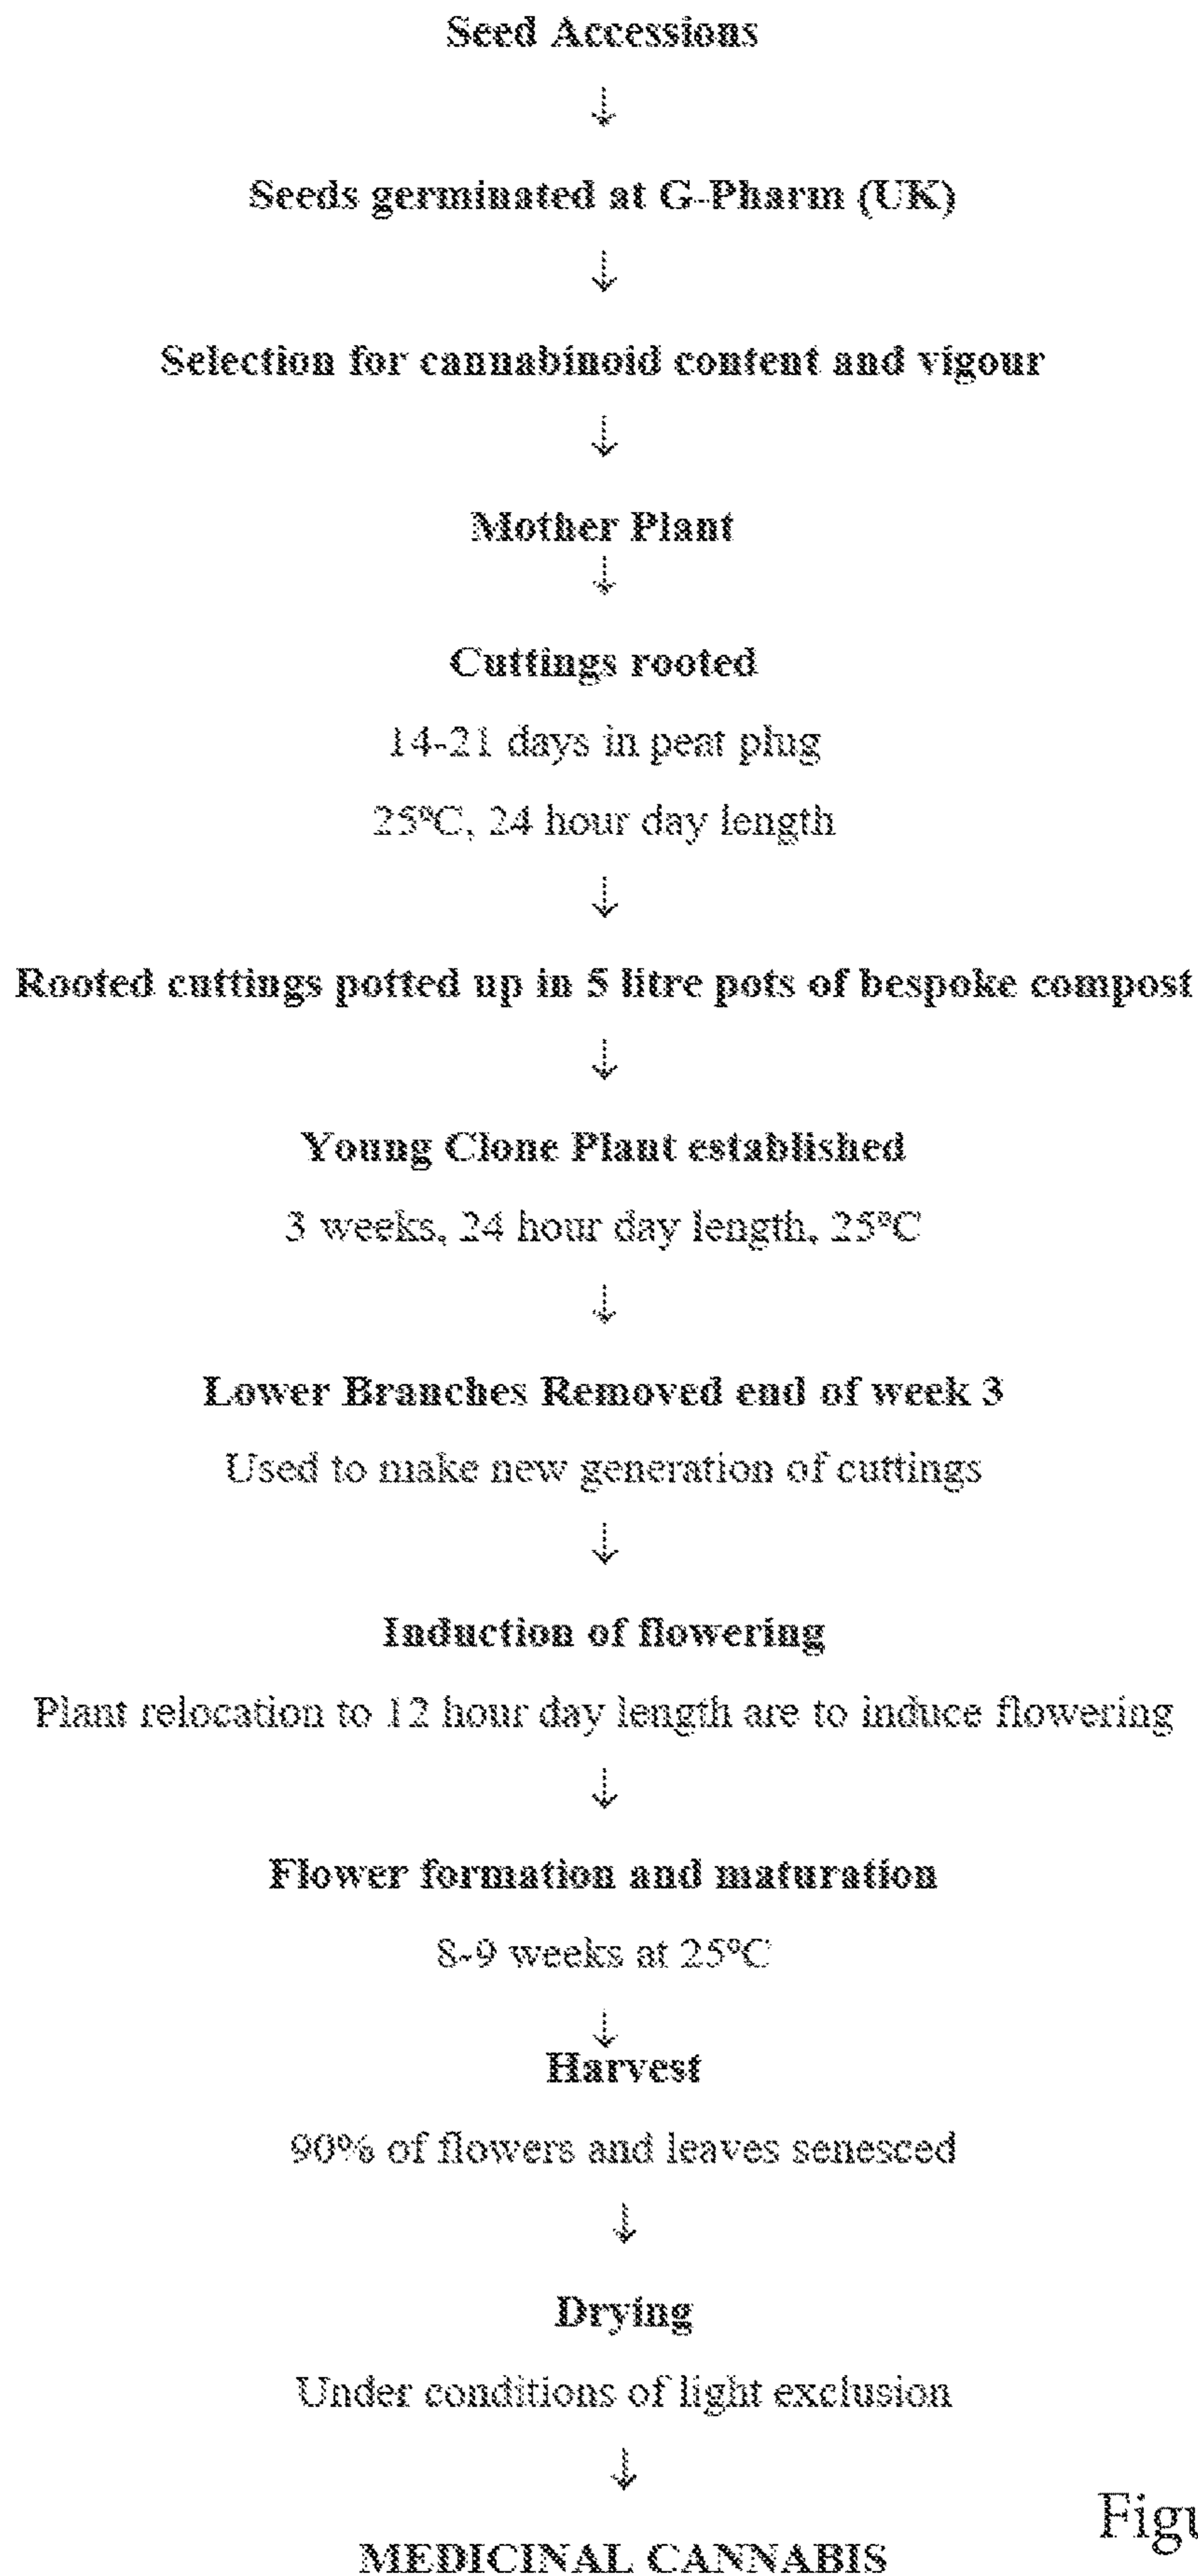 Seed Accessions
↓
Seeds germinated at G-Pharm (UK)
↓
Selection for cannabinoid content and vigour
↓
Mother Plant
↓
Cuttings rooted
14-21 days in peat plug
25ºC, 24 hour day length
↓
Rooted cuttings potted up in 5 litre pots of bespoke compost
↓
Young Clone Plant established
3 weeks, 24 hour day length, 25ºC
↓
Lower Branches Removed end of week 3
Used to make new generation of cuttings
↓
Induction of flowering
Plant relocation to 12 hour day length are to induce flowering
↓
Flower formation and maturation
8-9 weeks at 25ºC
↓
Harvest
90% of flowers and leaves senesced
↓
Drying
Under conditions of light exclusion
↓
MEDICINAL CANNABIS